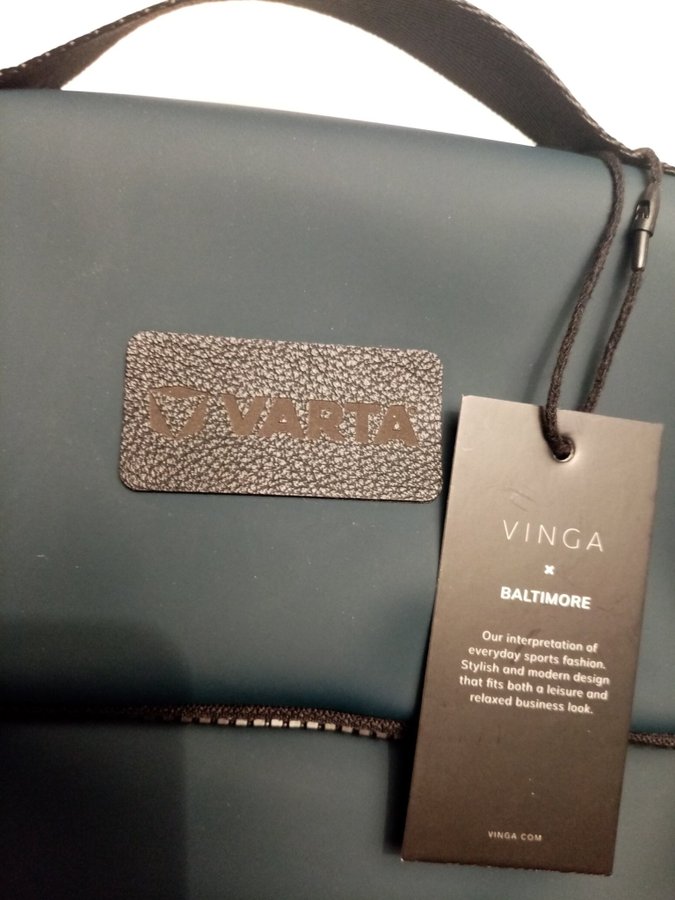 VARTA
VINGA
x
BALTIMORE
Our interpretation of
everyday sports fashion.
Stylish and modern design
that fits both a leisure and
relaxed business look.
VINGA.COM